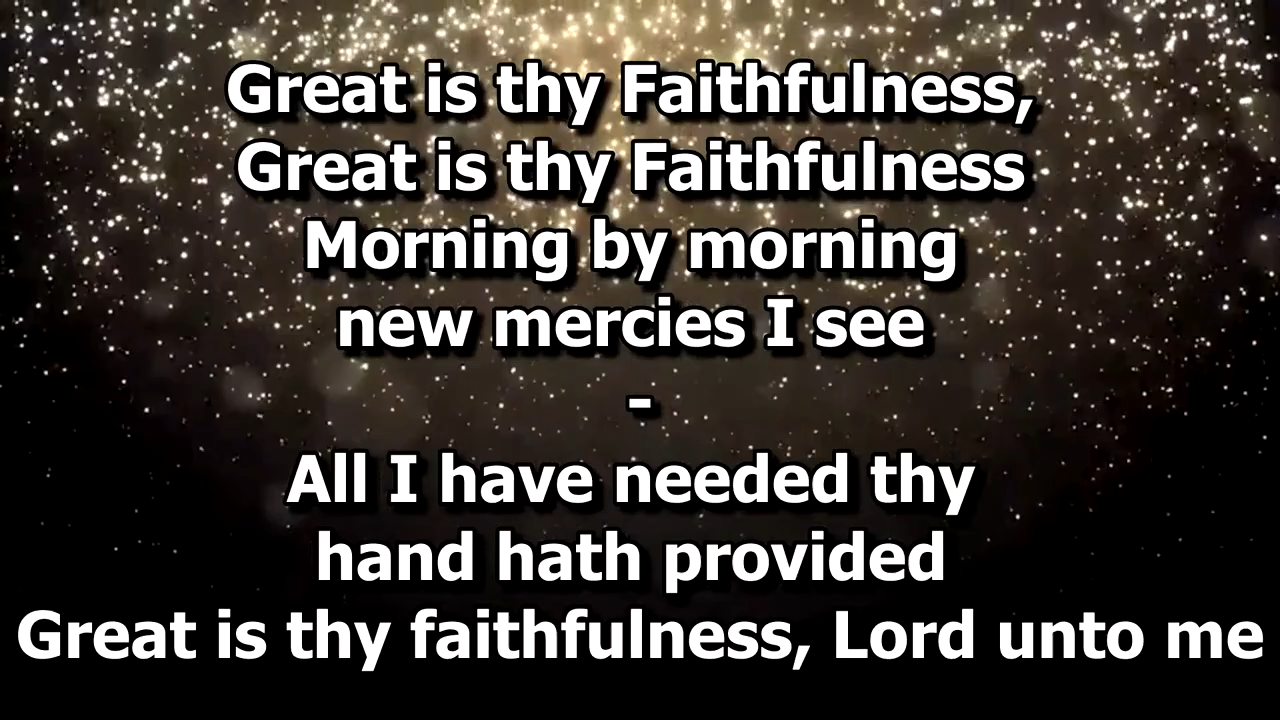 Great is thy Faithfulness,
Great is thy Faithfulness
Morning by morning
new mercies I see
-
All I have needed thy
hand hath provided
Great is thy faithfulness, Lord unto me